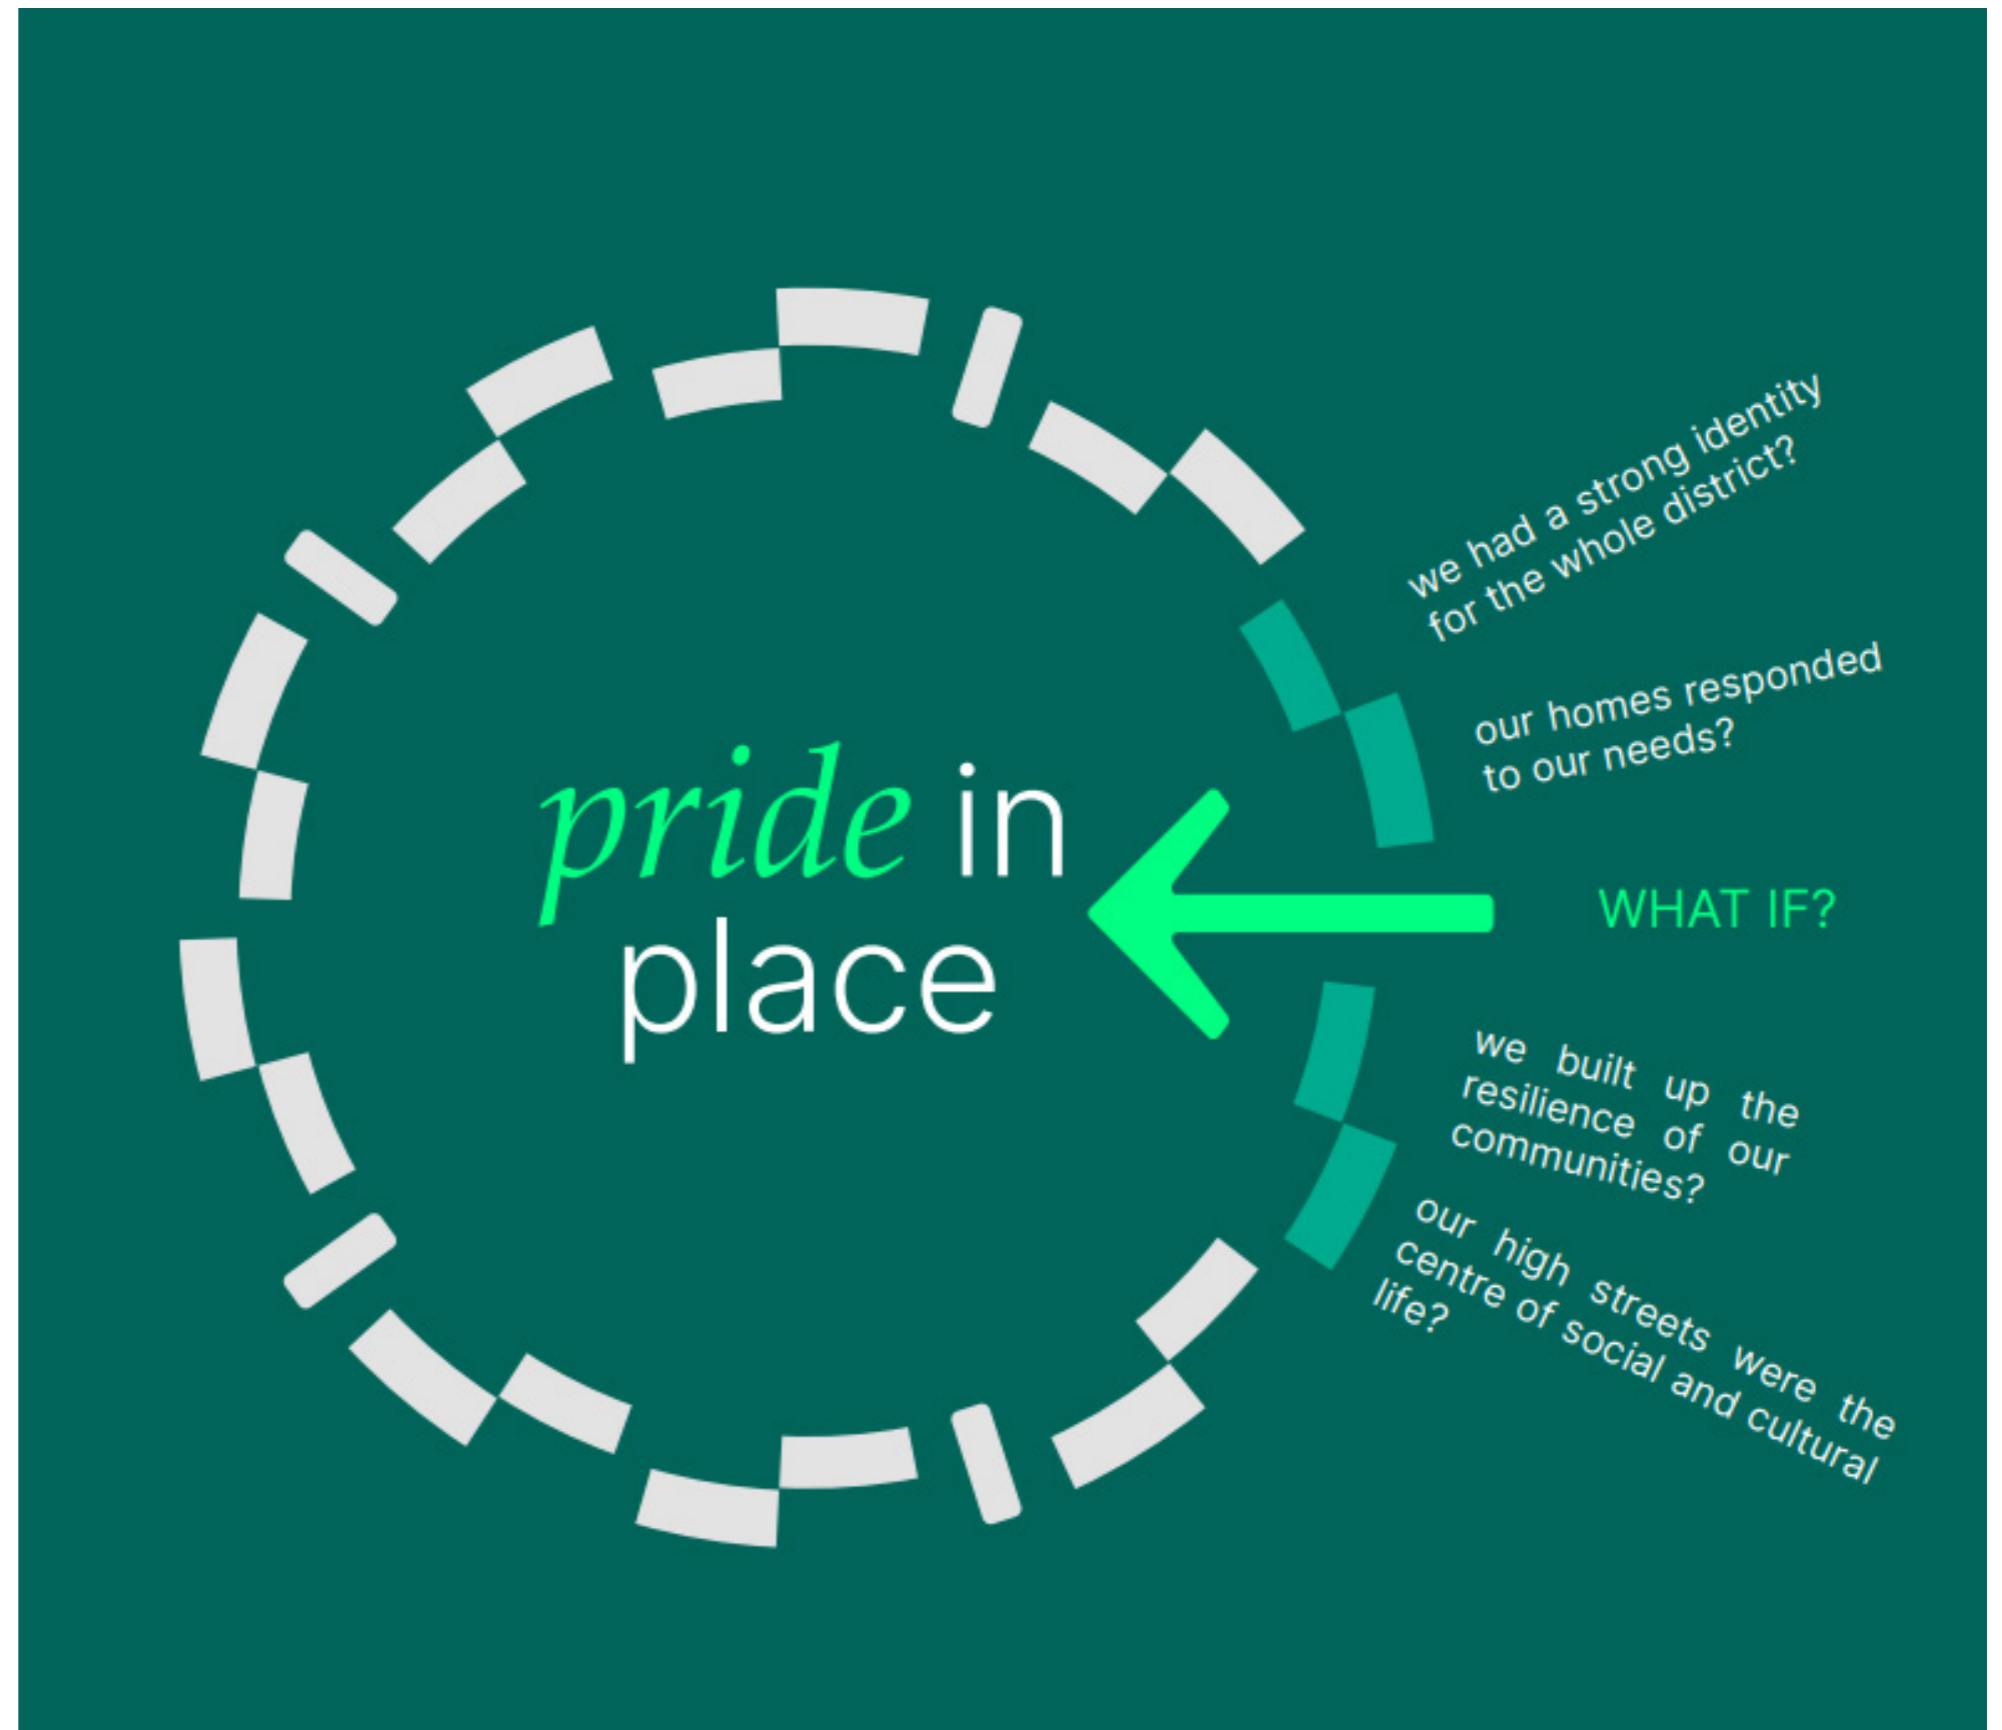 pride in
place
we had a strong identity
for the whole district?
our homes responded
to our needs?
WHAT IF?
we built up the
resilience of our
communities?
our high streets were the
centre of social and cultural
life?